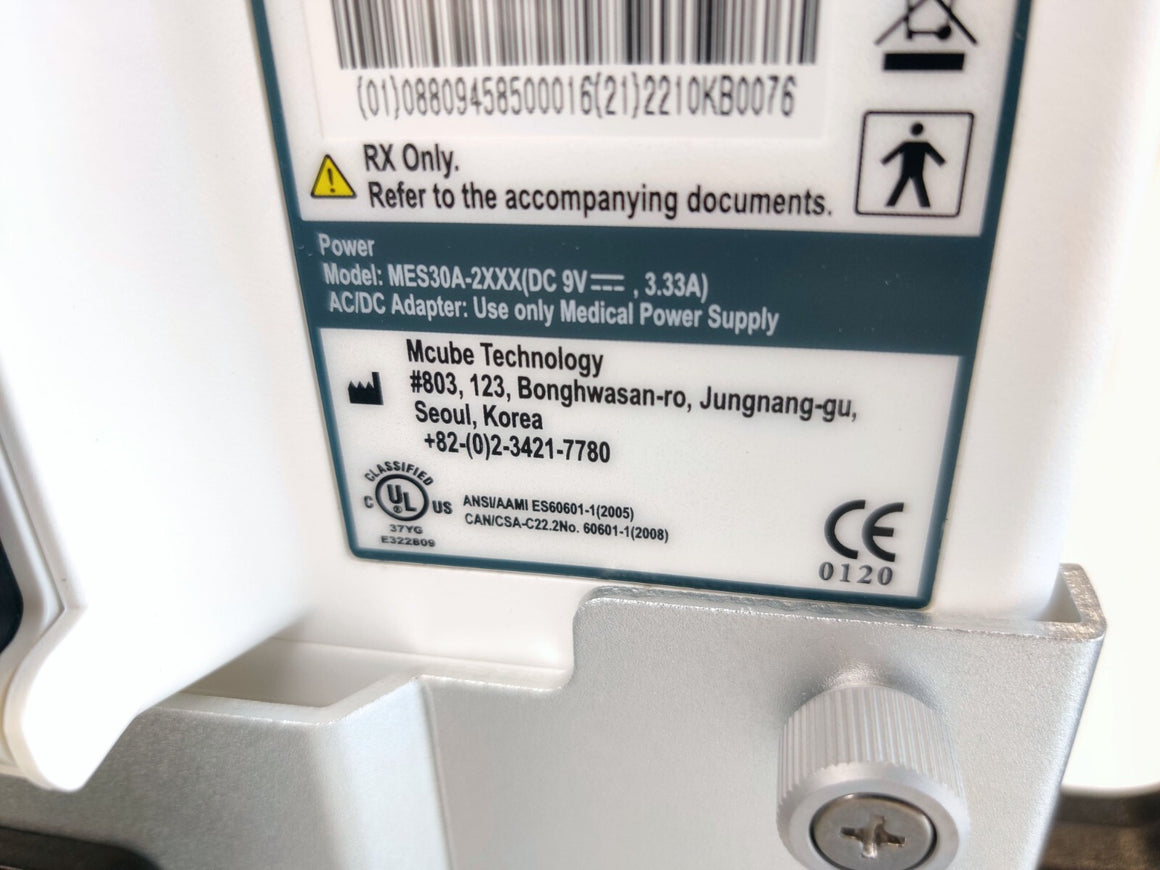 (01)08809458500016(21)2210KB0076
RX Only.
Refer to the accompanying documents.
Power
Model: MES30A-2XXX(DC 9V⎓, 3.33A)
AC/DC Adapter: Use only Medical Power Supply
Mcube Technology
#803, 123, Bonghwasan-ro, Jungnang-gu,
Seoul, Korea
+82-(0)2-3421-7780
CLASSIFIED
C UL® US
37YG
E322809
ANSI/AAMI ES60601-1(2005)
CAN/CSA-C22.2No. 60601-1(2008)
CE
0120